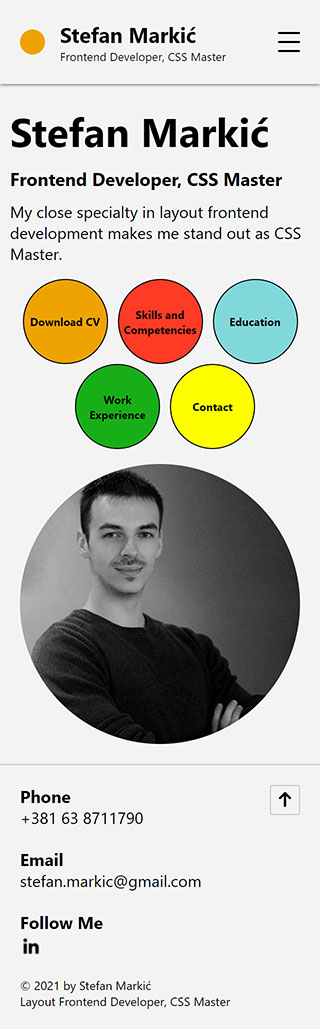 Stefan Markić
Frontend Developer, CSS Master
Stefan Markić
Frontend Developer, CSS Master
My close specialty in layout frontend
development makes me stand out as CSS
Master.
Download CV
Skills and
Competencies
Education
Work
Experience
Contact
Phone
+381 63 8711790
Email
stefan.markic@gmail.com
Follow Me
in
© 2021 by Stefan Markić
Layout Frontend Developer, CSS Master